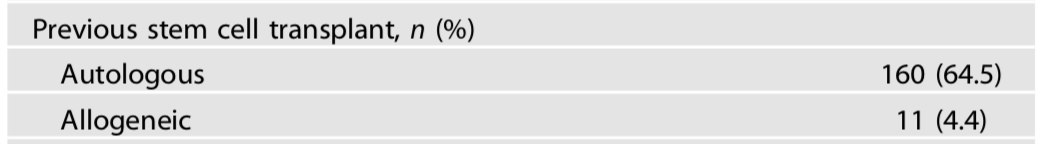 Previous stem cell transplant, n (%)
Autologous 160 (64.5)
Allogeneic 11 (4.4)